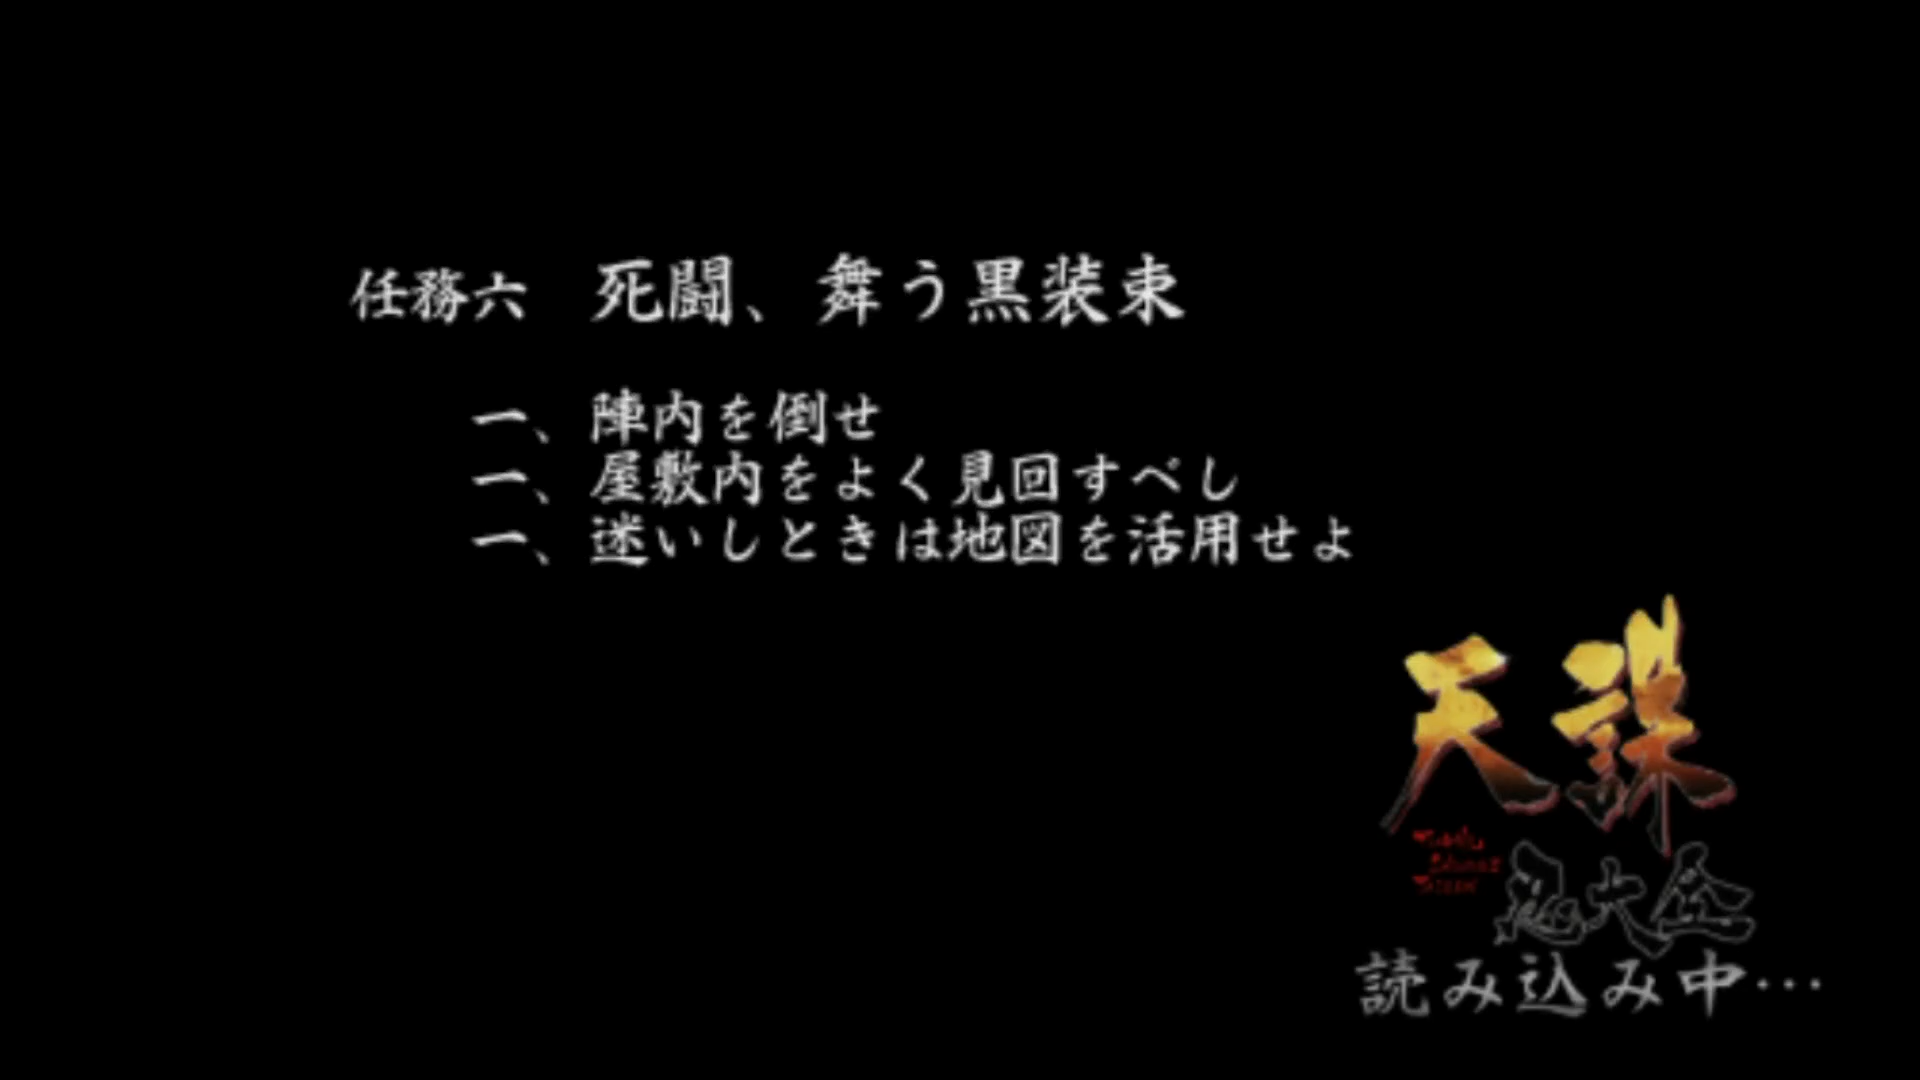 任務六　死闘、舞う黒装束
一、陣内を倒せ
一、屋敷内をよく見回すべし
一、迷いしときは地図を活用せよ
天誅
忍大全
読み込み中…